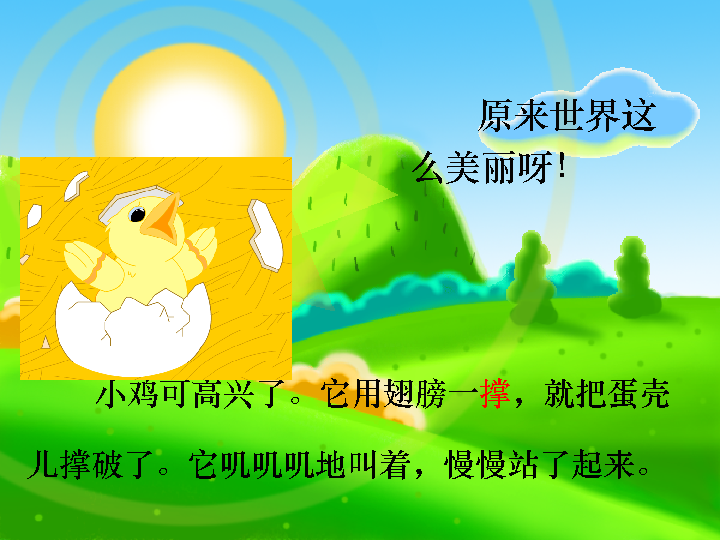 原来世界这
么美丽呀！
小鸡可高兴了。它用翅膀一撑，就把蛋壳
儿撑破了。它叽叽叽地叫着，慢慢站了起来。